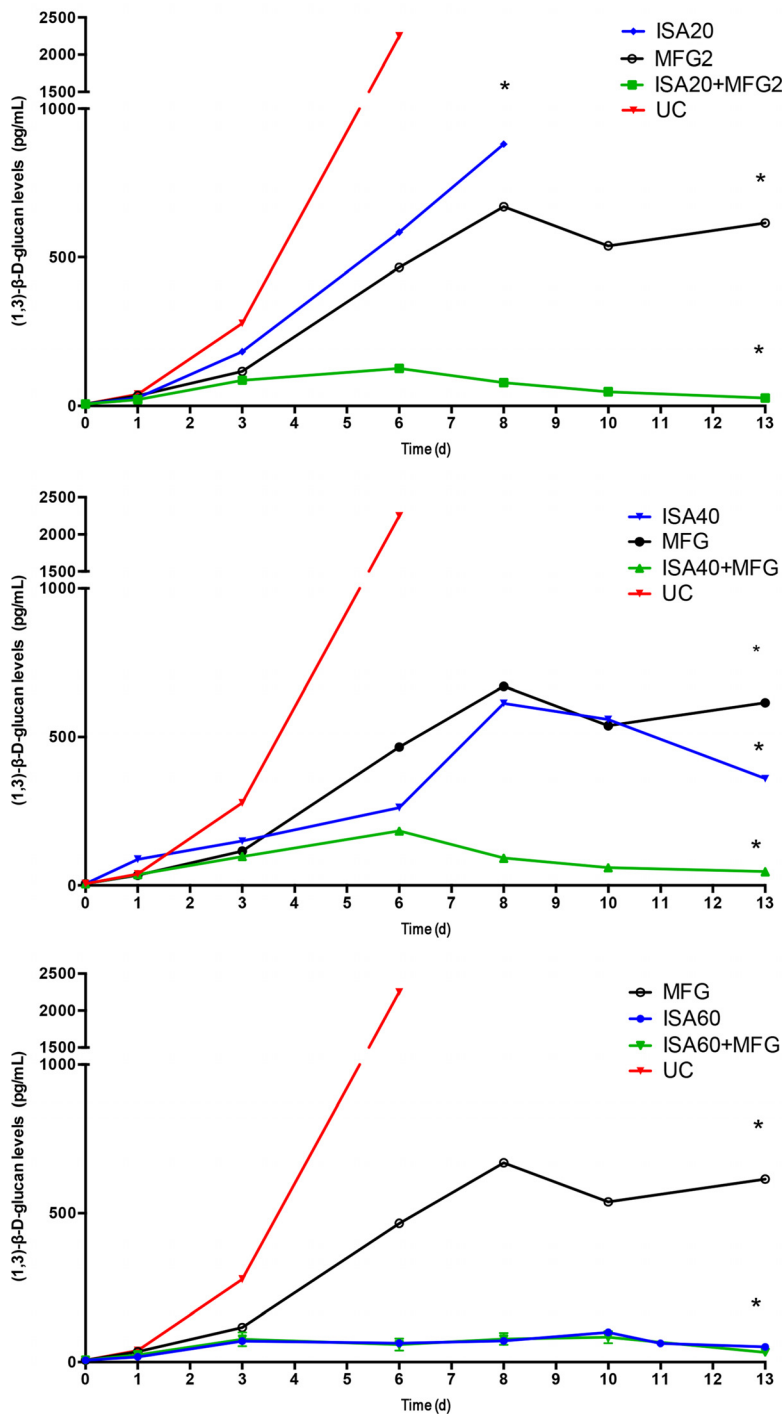 (1,3)-β-D-glucan levels (pg/mL)
2500
2000
1500
1000
500
0
ISA20
MFG2
ISA20+MFG2
UC
*
*
*
0 1 2 3 4 5 6 7 8 10 11 12 13
Time (d)
(1,3)-β-D-glucan levels (pg/mL)
2500
2000
1500
1000
500
0
ISA40
MFG
ISA40+MFG
UC
*
*
*
0 1 2 3 4 5 6 7 8 10 11 12 13
Time (d)
(1,3)-β-D-glucan levels (pg/mL)
2500
2000
1500
1000
500
0
MFG
ISA60
ISA60+MFG
UC
*
*
0 1 2 3 4 5 6 7 8 10 11 12 13
Time (d)